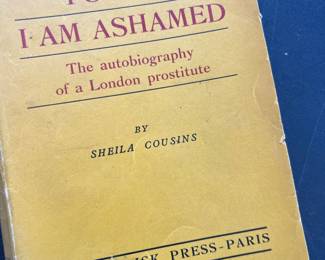 I AM ASHAMED
The autobiography
of a London prostitute
BY
SHEILA COUSINS
PRESS-PARIS